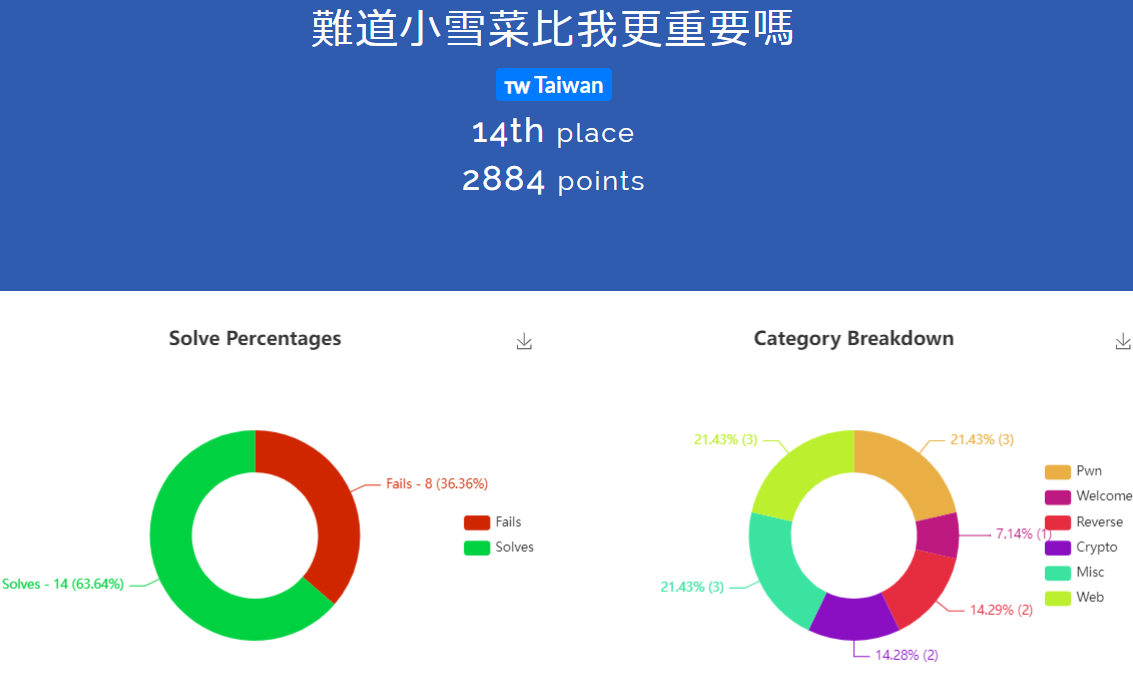 難道小雪菜比我更重要嗎
TW Taiwan
14th place
2884 points
Solve Percentages
Fails - 8 (36.36%)
Solves - 14 (63.64%)
Fails
Solves
Category Breakdown
21.43% (3)
21.43% (3)
7.14% (1)
21.43% (3)
14.29% (2)
14.28% (2)
Pwn
Welcome
Reverse
Crypto
Misc
Web